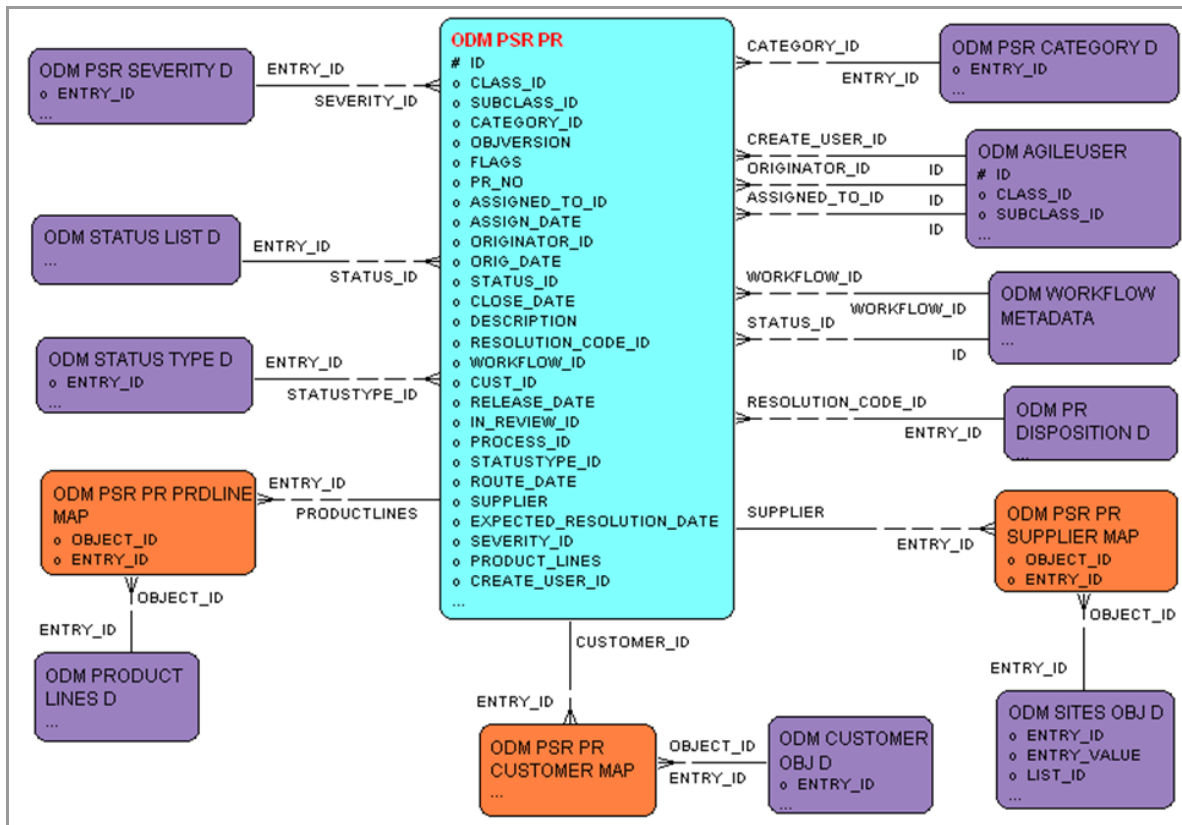 ODM PSR PR
# ID
o CLASS_ID
o SUBCLASS_ID
o CATEGORY_ID
o OBJVERSION
o FLAGS
o PR_NO
o ASSIGNED_TO_ID
o ASSIGN_DATE
o ORIGINATOR_ID
o ORIG_DATE
o STATUS_ID
o CLOSE_DATE
o DESCRIPTION
o RESOLUTION_CODE_ID
o WORKFLOW_ID
o CUST_ID
o RELEASE_DATE
o IN_REVIEW_ID
o PROCESS_ID
o STATUSTYPE_ID
o ROUTE_DATE
o SUPPLIER
o EXPECTED_RESOLUTION_DATE
o SEVERITY_ID
o PRODUCT_LINES
o CREATE_USER_ID
...
ODM PSR SEVERITY D
o ENTRY_ID
...
ENTRY_ID
SEVERITY_ID
ODM STATUS LIST D
...
ENTRY_ID
STATUS_ID
ODM STATUS TYPE D
o ENTRY_ID
...
ENTRY_ID
STATUSTYPE_ID
ODM PSR PR PRDLINE
MAP
o OBJECT_ID
o ENTRY_ID
ENTRY_ID
PRODUCTLINES
OBJECT_ID
ENTRY_ID
ODM PRODUCT
LINES D
...
CATEGORY_ID
ENTRY_ID
ODM PSR CATEGORY D
o ENTRY_ID
...
CREATE_USER_ID
ID
ORIGINATOR_ID
ID
ASSIGNED_TO_ID
ID
ODM AGILEUSER
# ID
o CLASS_ID
o SUBCLASS_ID
...
WORKFLOW_ID
WORKFLOW_ID
STATUS_ID
ID
ODM WORKFLOW
METADATA
...
RESOLUTION_CODE_ID
ENTRY_ID
ODM PR
DISPOSITION D
...
SUPPLIER
ENTRY_ID
ODM PSR PR
SUPPLIER MAP
o OBJECT_ID
o ENTRY_ID
OBJECT_ID
ENTRY_ID
ODM SITES OBJ D
o ENTRY_ID
o ENTRY_VALUE
o LIST_ID
...
CUSTOMER_ID
ENTRY_ID
ODM PSR PR
CUSTOMER MAP
...
OBJECT_ID
ENTRY_ID
ODM CUSTOMER
OBJ D
o ENTRY_ID
...